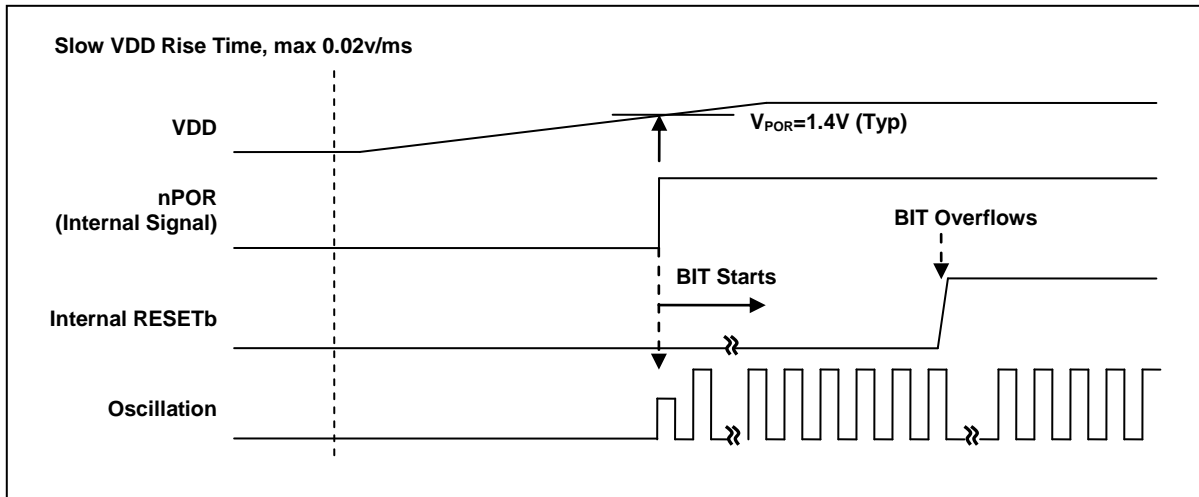 Slow VDD Rise Time, max 0.02v/ms
VDD
VPOR=1.4V (Typ)
nPOR
(Internal Signal)
BIT Overflows
BIT Starts
Internal RESETb
Oscillation